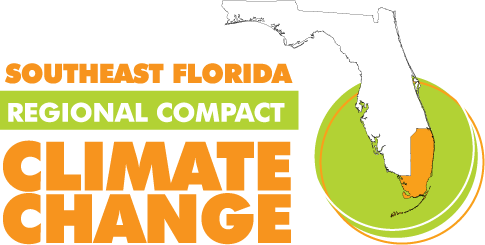 SOUTHEAST FLORIDA
REGIONAL COMPACT
CLIMATE
CHANGE